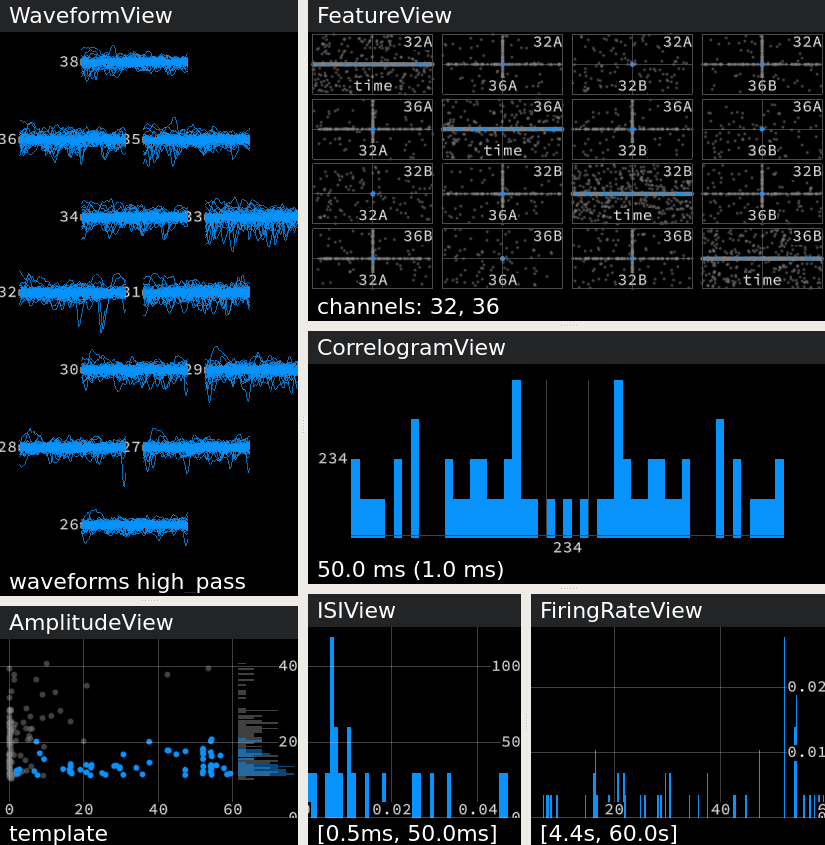 WaveformView
38
36 35
34 33
32 31
30 29
28 27
26
waveforms high_pass
FeatureView
32A 32A 32A 32A
time 36A 32B 36B
36A 36A 36A 36A
32A time 32B 36B
32B 32B 32B 32B
32A 36A time 36B
36B 36B 36B 36B
32A 36A 32B time
channels: 32, 36
CorrelogramView
234
234
50.0 ms (1.0 ms)
AmplitudeView
40
20
0 20 40 60 0
template
ISIView
100
50
0.02 0.04 0
[0.5ms, 50.0ms]
FiringRateView
0.02
0.01
20 40
[4.4s, 60.0s]